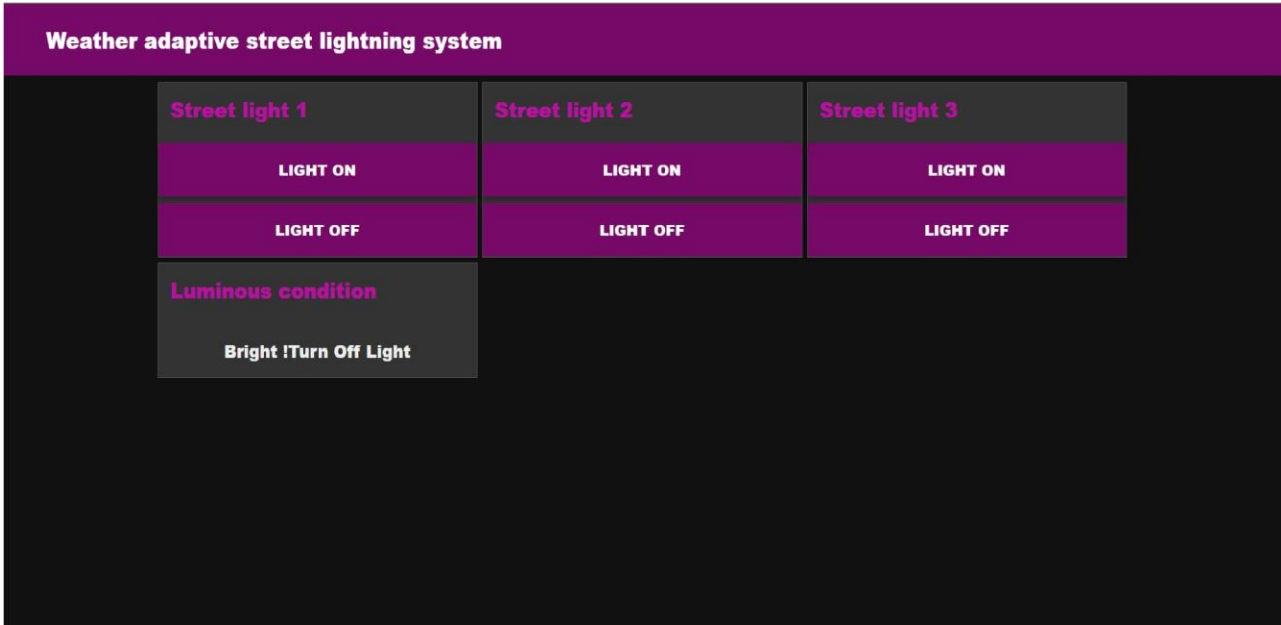 Weather adaptive street lightning system
Street light 1
LIGHT ON
LIGHT OFF
Street light 2
LIGHT ON
LIGHT OFF
Street light 3
LIGHT ON
LIGHT OFF
Luminous condition
Bright !Turn Off Light